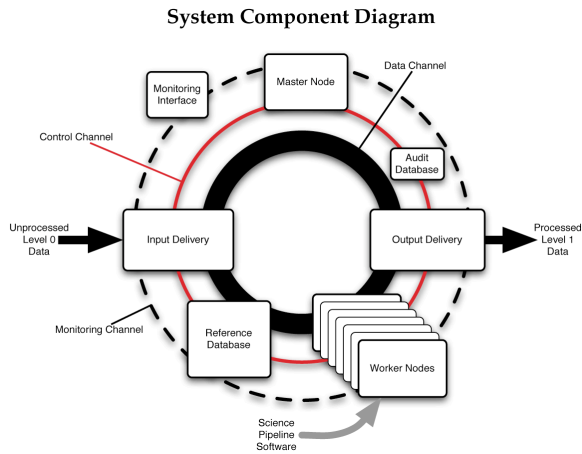 System Component Diagram
Data Channel
Master Node
Monitoring
Interface
Control Channel
Audit
Database
Unprocessed
Level 0
Data
Input Delivery
Output Delivery
Processed
Level 1
Data
Monitoring Channel
Reference
Database
Worker Nodes
Science
Pipeline
Software